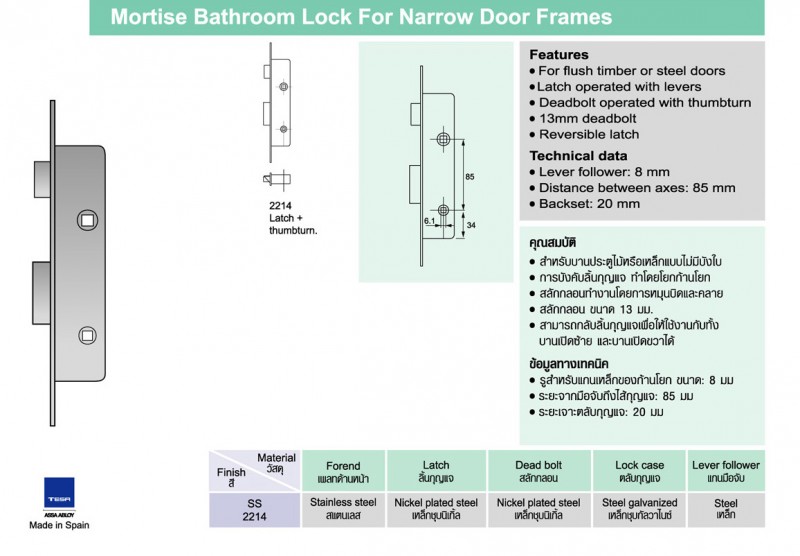 Mortise Bathroom Lock For Narrow Door Frames
2214
Latch +
thumbturn.
85
6.1
34
Features
• For flush timber or steel doors
• Latch operated with levers
• Deadbolt operated with thumbturn
• 13mm deadbolt
• Reversible latch
Technical data
• Lever follower: 8 mm
• Distance between axes: 85 mm
• Backset: 20 mm
คุณสมบัติ
• สำหรับบานประตูไม้หรือเหล็กแบบไม่มีบังใบ
• การบังคับลิ้นกุญแจ ทำโดยโยกก้านโยก
• สลักกลอนทำงานโดยการหมุนบิดและคลาย
• สลักกลอน ขนาด 13 มม.
• สามารถกลับลิ้นกุญแจเพื่อให้ใช้งานกับทั้ง
บานเปิดซ้าย และบานเปิดขวาได้
ข้อมูลทางเทคนิค
• รูสำหรับแกนเหล็กของก้านโยก ขนาด: 8 มม
• ระยะจากมือจับถึงไส้กุญแจ: 85 มม
• ระยะเจาะตลับกุญแจ: 20 มม
Material
วัสดุ
Finish
สี
Forend
เพลทด้านหน้า
Latch
ลิ้นกุญแจ
Dead bolt
สลักกลอน
Lock case
ตลับกุญแจ
Lever follower
แกนมือจับ
SS
2214
Stainless steel
สแตนเลส
Nickel plated steel
เหล็กชุบนิเกิ้ล
Nickel plated steel
เหล็กชุบนิเกิ้ล
Steel galvanized
เหล็กชุบกัลวาไนซ์
Steel
เหล็ก
TESA
ASSA ABLOY
Made in Spain